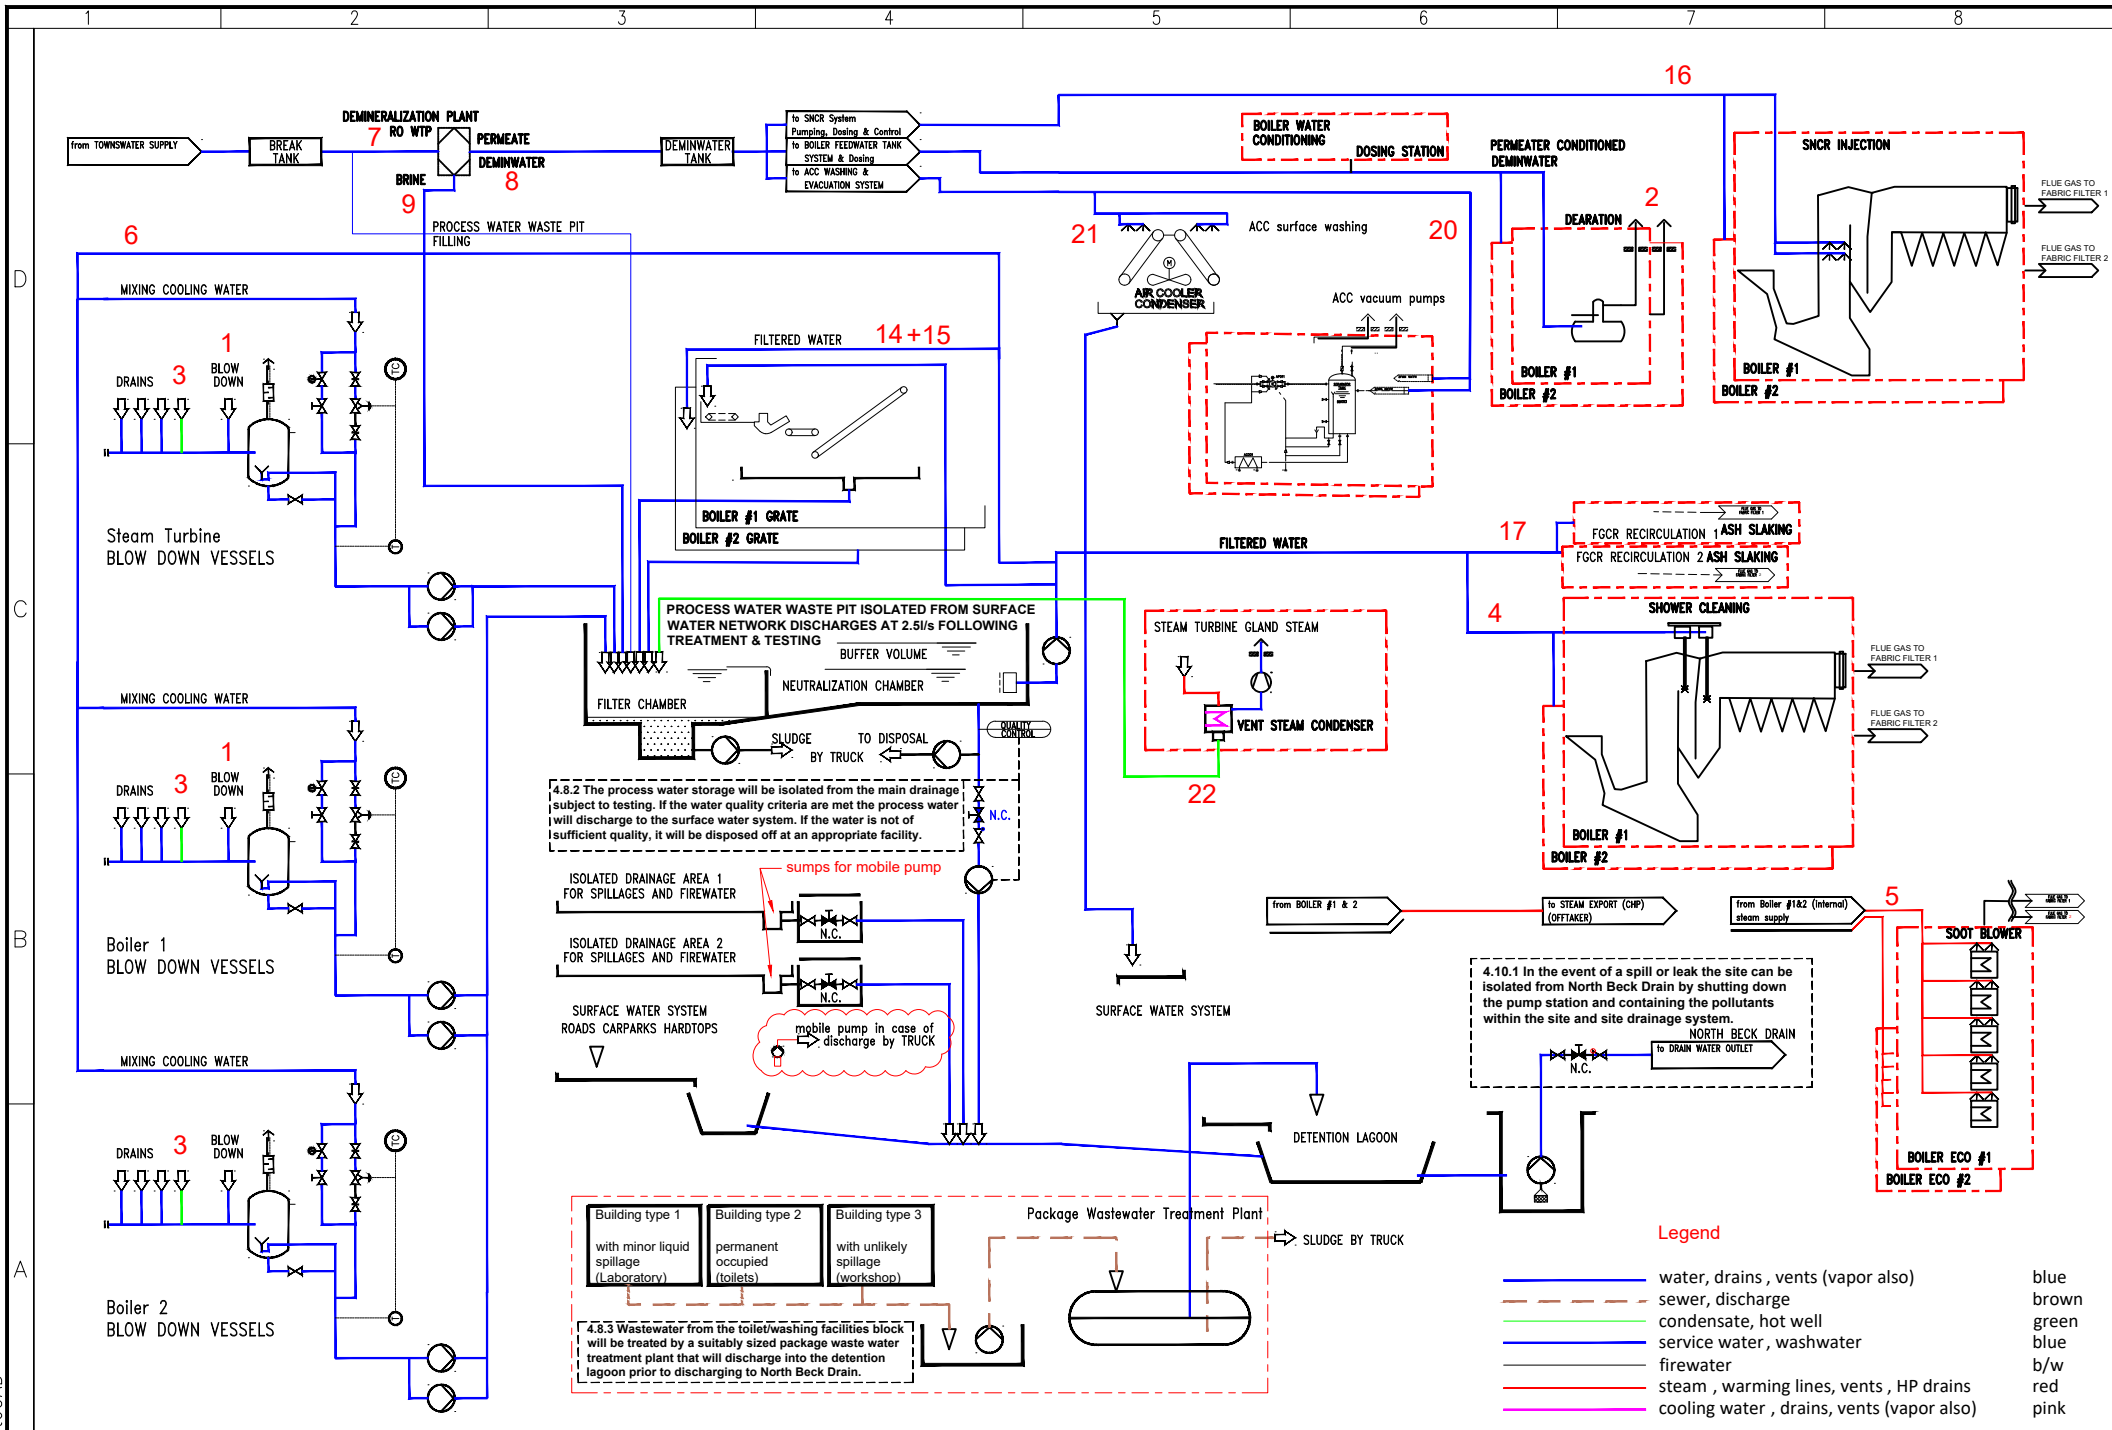 1 2 3 4 5 6 7 8
D
C
B
A
from TOWNSWATER SUPPLY
BREAK
TANK
DEMINERALIZATION PLANT
7 RO WTP
PERMEATE
DEMINWATER
8
BRINE
9
DEMINWATER
TANK
to SNCR System
Pumping, Dosing & Control
to BOILER FEEDWATER TANK
SYSTEM & Dosing
to ACC WASHING &
EVACUATION SYSTEM
PROCESS WATER WASTE PIT
FILLING
6
BOILER WATER
CONDITIONING
DOSING STATION
PERMEATER CONDITIONED
DEMINWATER
16
SNCR INJECTION
FLUE GAS TO
FABRIC FILTER 1
FLUE GAS TO
FABRIC FILTER 2
BOILER #1
BOILER #2
2
DEARATION
BOILER #1
BOILER #2
21
ACC surface washing
20
M
AIR COOLER
CONDENSER
ACC vacuum pumps
MIXING COOLING WATER
1
3
DRAINS
BLOW
DOWN
TC
T
Steam Turbine
BLOW DOWN VESSELS
FILTERED WATER
14+15
BOILER #1 GRATE
BOILER #2 GRATE
FILTERED WATER
17
FGCR RECIRCULATION 1 ASH SLAKING
FGCR RECIRCULATION 2 ASH SLAKING
4
SHOWER CLEANING
FLUE GAS TO
FABRIC FILTER 1
FLUE GAS TO
FABRIC FILTER 2
BOILER #1
BOILER #2
PROCESS WATER WASTE PIT ISOLATED FROM SURFACE
WATER NETWORK DISCHARGES AT 2.5l/s FOLLOWING
TREATMENT & TESTING
BUFFER VOLUME
NEUTRALIZATION CHAMBER
FILTER CHAMBER
SLUDGE
BY TRUCK
TO DISPOSAL
QUALITY
CONTROL
STEAM TURBINE GLAND STEAM
VENT STEAM CONDENSER
22
MIXING COOLING WATER
1
3
DRAINS
BLOW
DOWN
TC
T
Boiler 1
BLOW DOWN VESSELS
4.8.2 The process water storage will be isolated from the main drainage
subject to testing. If the water quality criteria are met the process water
will discharge to the surface water system. If the water is not of
sufficient quality, it will be disposed off at an appropriate facility.
N.C.
sumps for mobile pump
ISOLATED DRAINAGE AREA 1
FOR SPILLAGES AND FIREWATER
N.C.
ISOLATED DRAINAGE AREA 2
FOR SPILLAGES AND FIREWATER
N.C.
SURFACE WATER SYSTEM
ROADS CARPARKS HARDTOPS
mobile pump in case of
discharge by TRUCK
SURFACE WATER SYSTEM
from BOILER #1 & 2
to STEAM EXPORT (CHP)
(OFFTAKER)
from Boiler #1&2 (internal)
steam supply
5
SOOT BLOWER
BOILER ECO #1
BOILER ECO #2
4.10.1 In the event of a spill or leak the site can be
isolated from North Beck Drain by shutting down
the pump station and containing the pollutants
within the site and site drainage system.
NORTH BECK DRAIN
to DRAIN WATER OUTLET
N.C.
DETENTION LAGOON
MIXING COOLING WATER
3
DRAINS
BLOW
DOWN
TC
T
Boiler 2
BLOW DOWN VESSELS
Building type 1
with minor liquid
spillage
(Laboratory)
Building type 2
permanent
occupied
(toilets)
Building type 3
with unlikely
spillage
(workshop)
Package Wastewater Treatment Plant
SLUDGE BY TRUCK
4.8.3 Wastewater from the toilet/washing facilities block
will be treated by a suitably sized package waste water
treatment plant that will discharge into the detention
lagoon prior to discharging to North Beck Drain.
Legend
water, drains , vents (vapor also) blue
sewer, discharge brown
condensate, hot well green
service water, washwater blue
firewater b/w
steam , warming lines, vents , HP drains red
cooling water , drains, vents (vapor also) pink